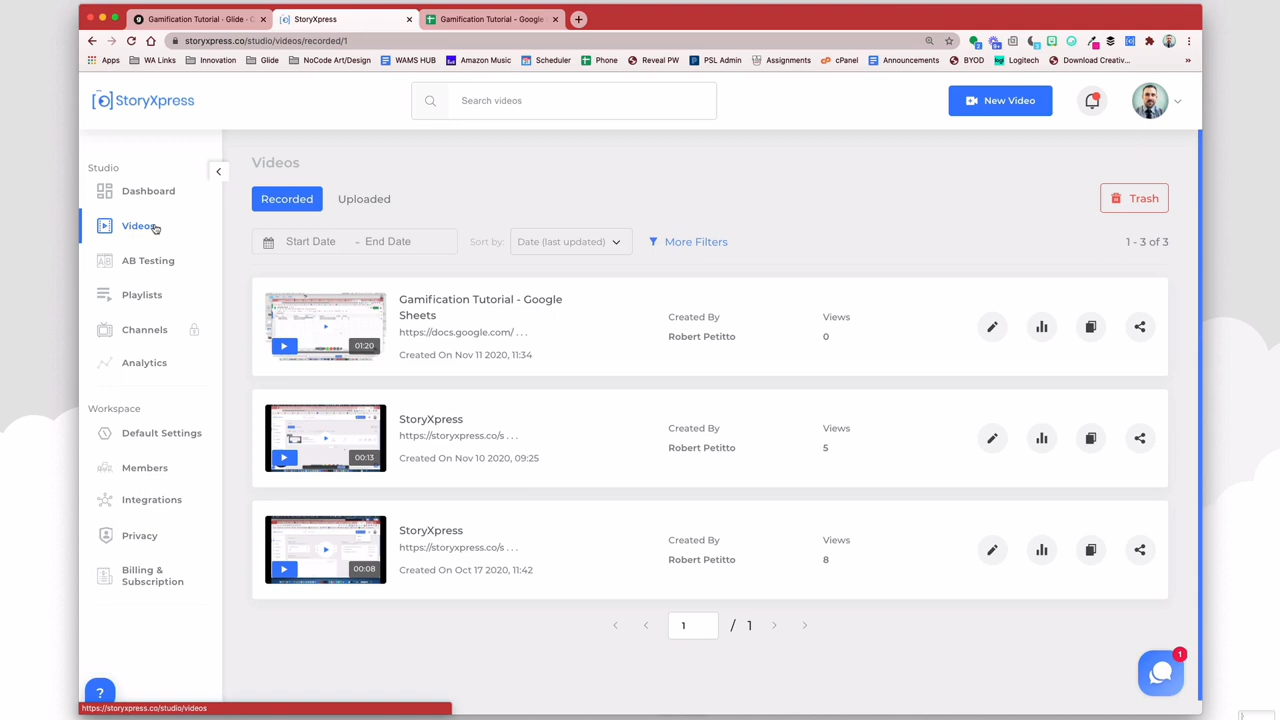 Gamification Tutorial - Glide - C
StoryXpress
Gamification Tutorial - Google
storyxpress.co/studio/videos/recorded/1
Apps WA Links Innovation Glide NoCode Art/Design WAMS HUB Amazon Music Scheduler Phone Reveal PW PSL Admin Assignments cPanel Announcements BYOD Logitech Download Creativ...
StoryXpress
Search videos
New Video
Studio
Dashboard
Videos
AB Testing
Playlists
Channels
Analytics
Workspace
Default Settings
Members
Integrations
Privacy
Billing &
Subscription
?
Videos
Recorded Uploaded
Trash
Start Date - End Date
Sort by: Date (last updated)
More Filters
1 - 3 of 3
Gamification Tutorial - Google
Sheets
https://docs.google.com/ . . .
Created On Nov 11 2020, 11:34
01:20
Created By
Robert Petitto
Views
0
StoryXpress
https://storyxpress.co/s . . .
Created On Nov 10 2020, 09:25
00:13
Created By
Robert Petitto
Views
5
StoryXpress
https://storyxpress.co/s . . .
Created On Oct 17 2020, 11:42
00:08
Created By
Robert Petitto
Views
8
1 / 1
1
https://storyxpress.co/studio/videos